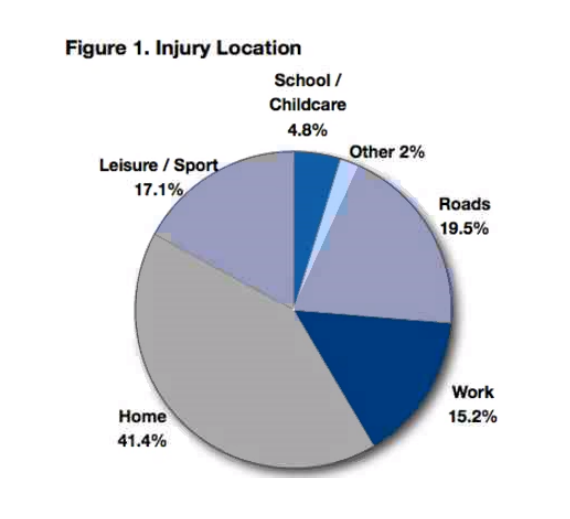 Figure 1. Injury Location
School /
Childcare
4.8%
Other 2%
Leisure / Sport
17.1%
Roads
19.5%
Work
15.2%
Home
41.4%